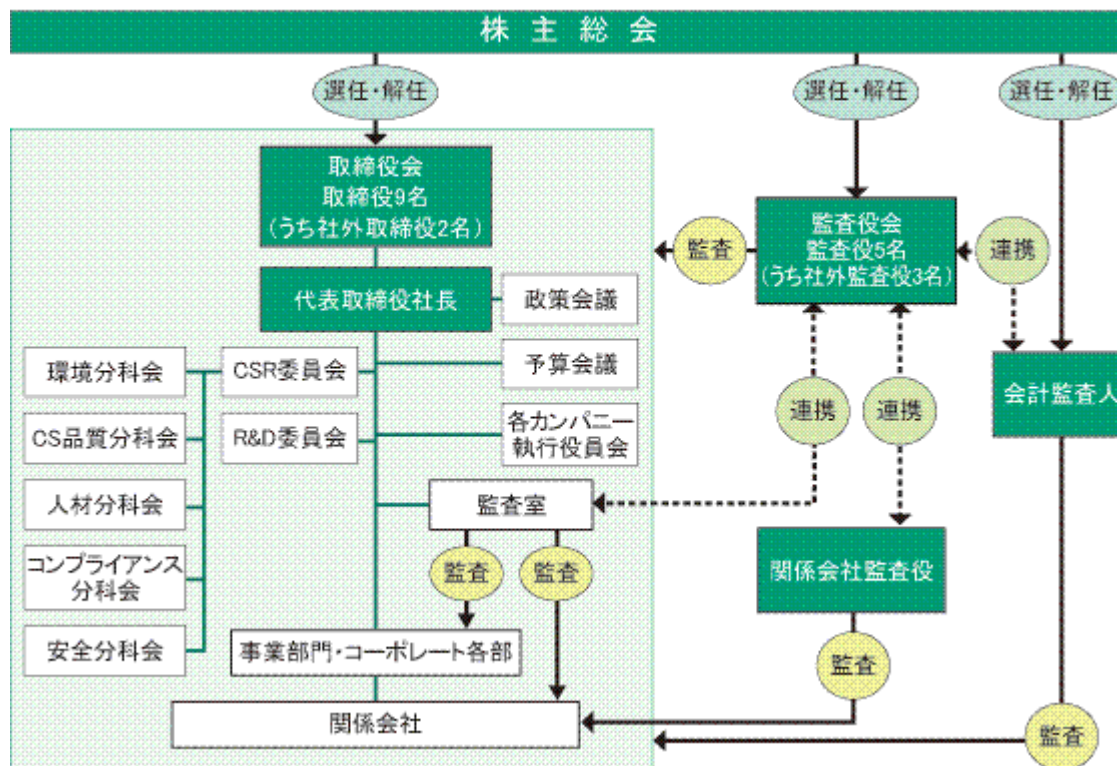 株主総会
選任・解任
選任・解任
選任・解任
取締役会
取締役9名
(うち社外取締役2名)
監査役会
監査役5名
(うち社外監査役3名)
監査
連携
代表取締役社長
政策会議
環境分科会
CSR委員会
予算会議
会計監査人
CS品質分科会
R&D委員会
各カンパニー
執行役員会
連携
連携
人材分科会
監査室
コンプライアンス
分科会
監査
監査
関係会社監査役
安全分科会
事業部門・コーポレート各部
監査
関係会社
監査